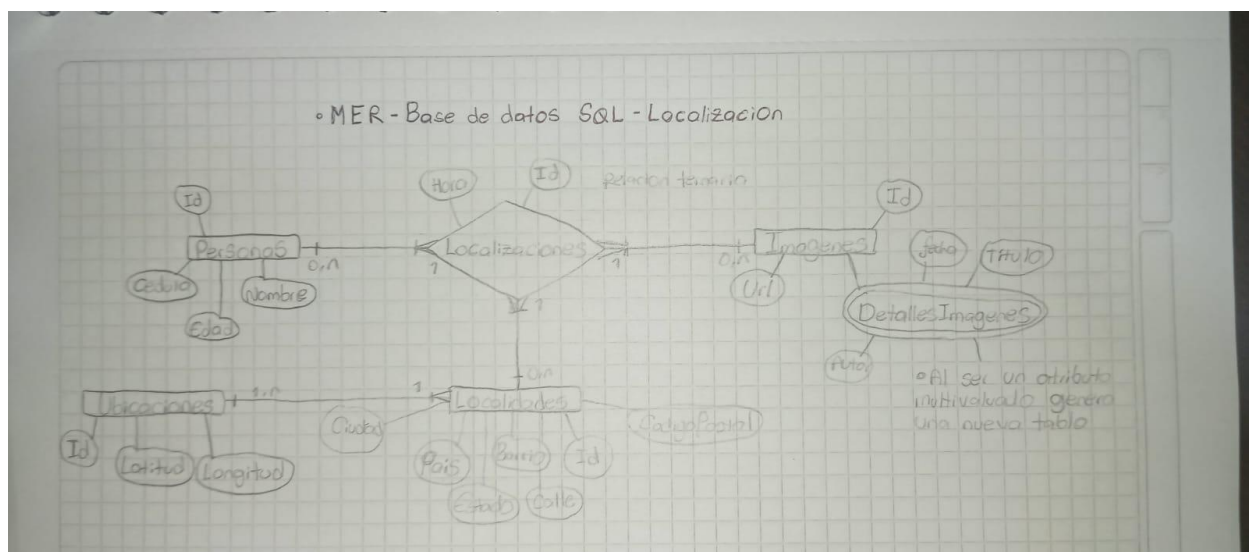 • MER - Base de datos SQL - Localizacion
Hora
Id
Relacion ternaria
Id
Id
Personas
0,n
1
Localizaciones
1
0,n
Imagenes
fecha
Titulo
Cedula
Nombre
Edad
Url
DetallesImagenes
1
0,n
Autor
• Al ser un atributo
multivaluado genera
una nueva tabla
Ubicaciones
1,n
1
Localidades
Ciudad
CodigoPostal
Id
Latitud
Longitud
Pais
Barrio
Id
Estado
Calle